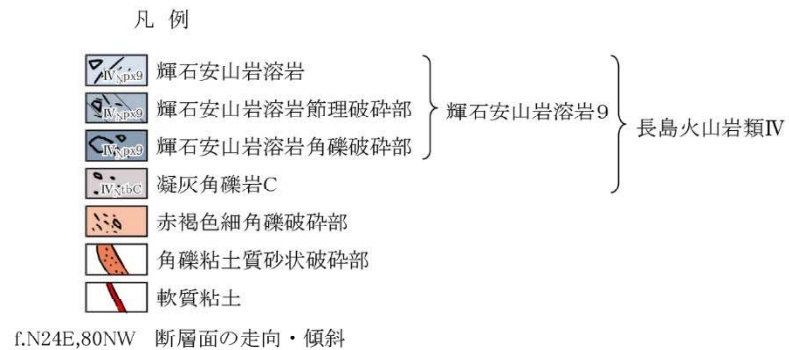 凡 例
Ⅳpx9 輝石安山岩溶岩
Ⅳpx9 輝石安山岩溶岩節理破砕部
輝石安山岩溶岩9
長島火山岩類Ⅳ
Ⅳpx9 輝石安山岩溶岩角礫破砕部
ⅣtbC 凝灰角礫岩C
赤褐色細角礫破砕部
角礫粘土質砂状破砕部
軟質粘土
f.N24E,80NW 断層面の走向・傾斜